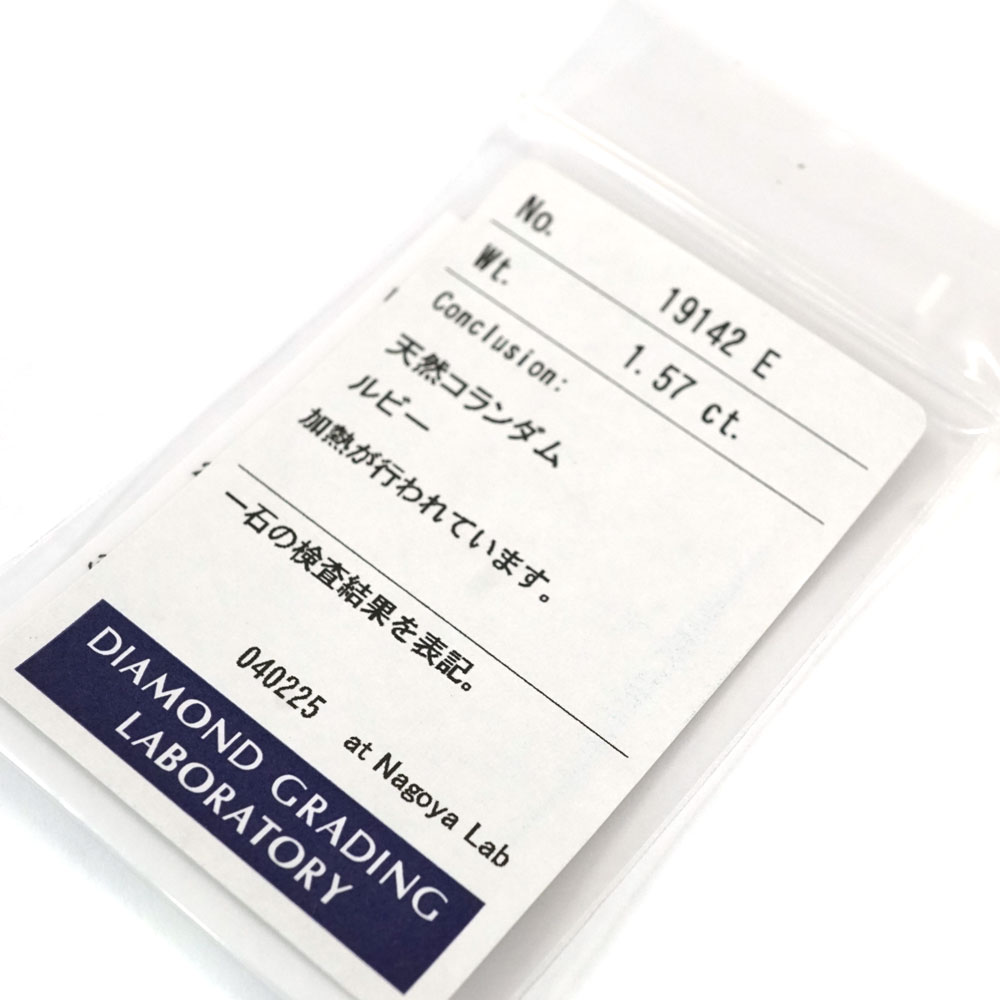 No. 19142 E
Wt. 1.57 ct.
Conclusion:
天然コランダム
ルビー
加熱が行われています。
一石の検査結果を表記。
040225 at Nagoya Lab
DIAMOND GRADING
LABORATORY